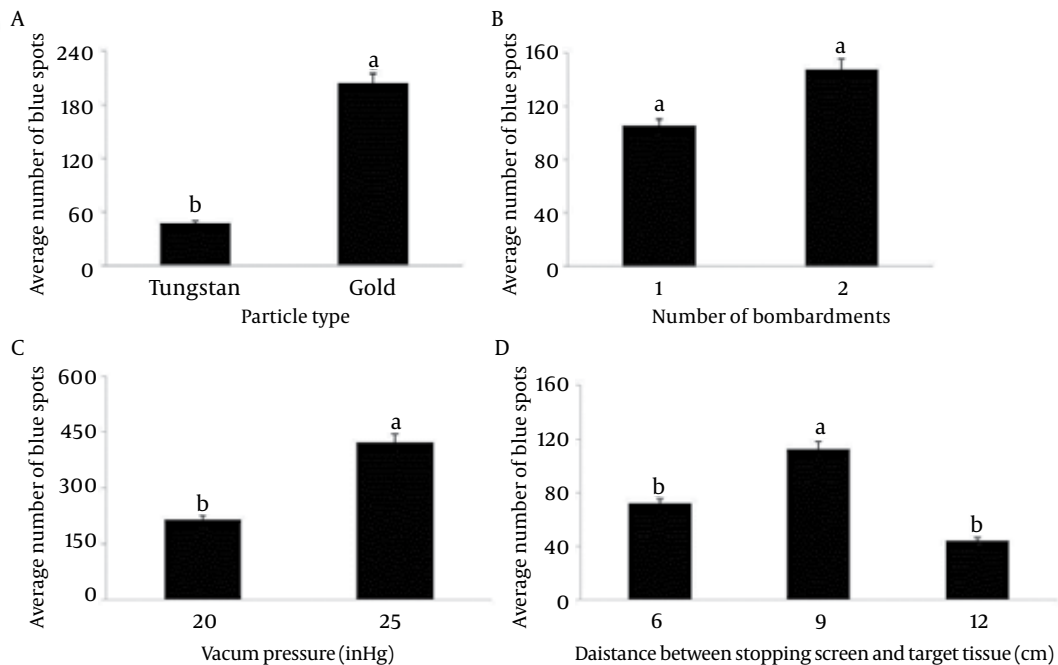 A
Average number of blue spots
240
180
120
60
0
b
a
Tungstan
Gold
Particle type
B
Average number of blue spots
160
120
80
40
0
a
a
1
2
Number of bombardments
C
Average number of blue spots
600
450
300
150
0
b
a
20
25
Vacum pressure (inHg)
D
Average number of blue spots
160
120
80
40
0
b
a
b
6
9
12
Daistance between stopping screen and target tissue (cm)